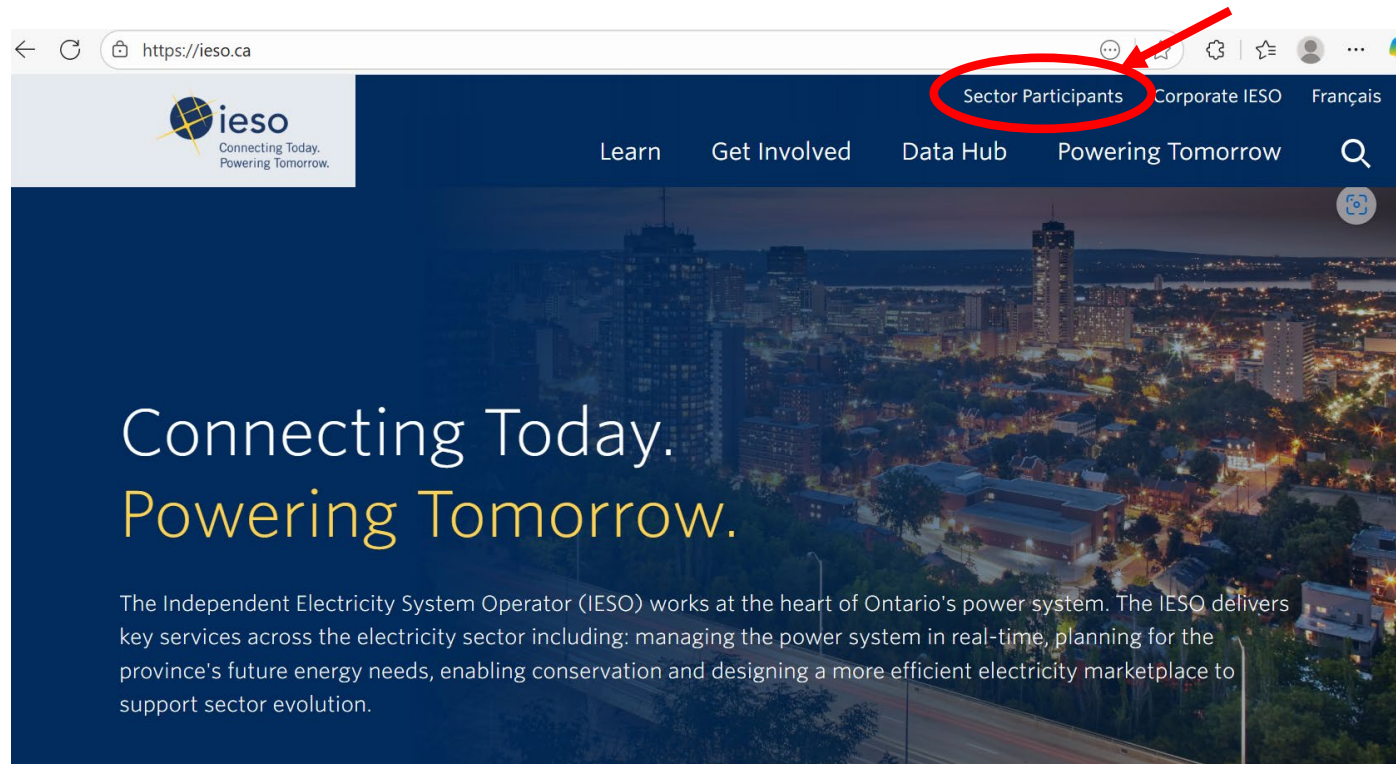 https://ieso.ca
Sector Participants Corporate IESO Français
ieso
Connecting Today.
Powering Tomorrow.
Learn Get Involved Data Hub Powering Tomorrow
Connecting Today.
Powering Tomorrow.
The Independent Electricity System Operator (IESO) works at the heart of Ontario's power system. The IESO delivers
key services across the electricity sector including: managing the power system in real-time, planning for the
province's future energy needs, enabling conservation and designing a more efficient electricity marketplace to
support sector evolution.